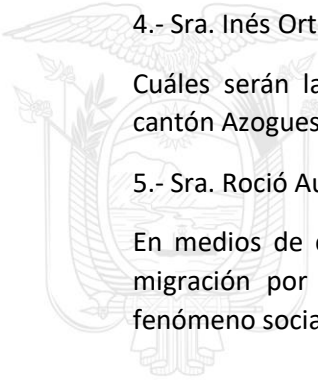 4.- Sra. Inés Ort
Cuáles serán la
cantón Azogues
5.- Sra. Roció Au
En medios de
migración por
fenómeno socia